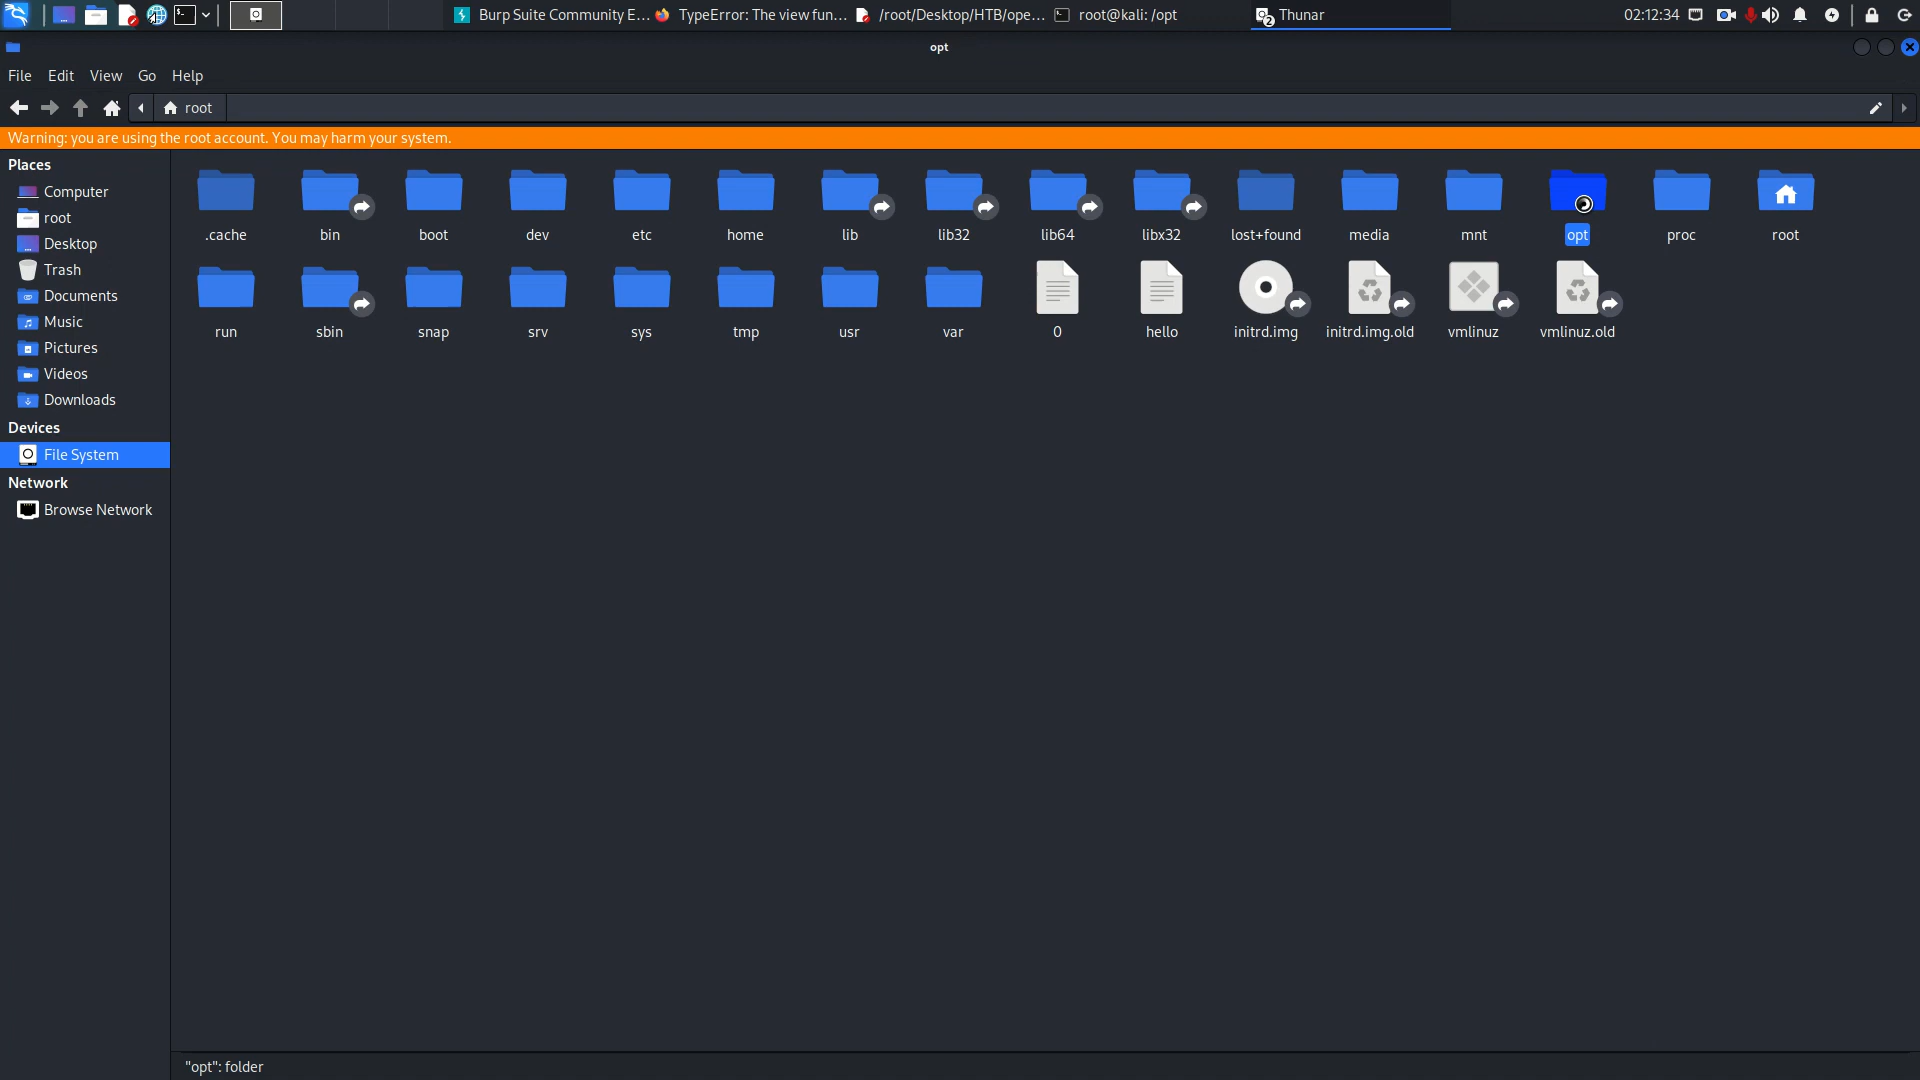 Burp Suite Community E...
TypeError: The view fun...
/root/Desktop/HTB/ope...
root@kali: /opt
2
Thunar
02:12:34
opt
File Edit View Go Help
root
Warning: you are using the root account. You may harm your system.
Places
Computer
root
Desktop
Trash
Documents
Music
Pictures
Videos
Downloads
Devices
File System
Network
Browse Network
.cache bin boot dev etc home lib lib32 lib64 libx32 lost+found media mnt opt proc root
run sbin snap srv sys tmp usr var 0 hello initrd.img initrd.img.old vmlinuz vmlinuz.old
"opt": folder